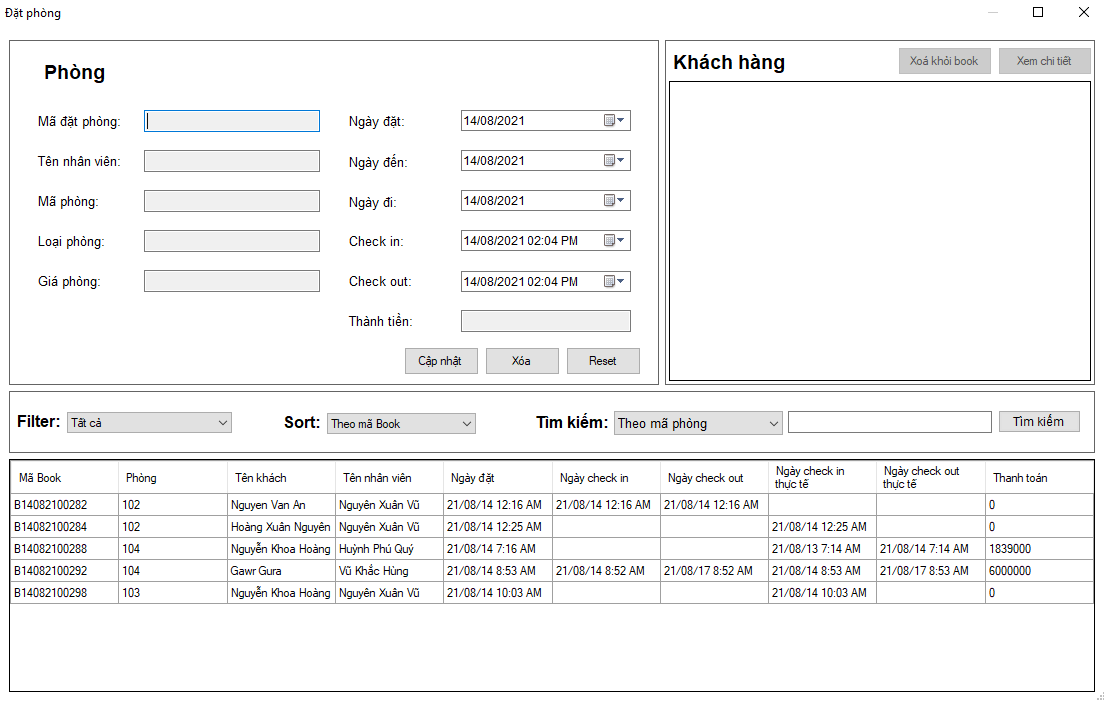 Đặt phòng
Phòng
Mã đặt phòng:
Tên nhân viên:
Mã phòng:
Loại phòng:
Giá phòng:
Ngày đặt: 14/08/2021
Ngày đến: 14/08/2021
Ngày đi: 14/08/2021
Check in: 14/08/2021 02:04 PM
Check out: 14/08/2021 02:04 PM
Thành tiền:
Cập nhật Xóa Reset
Khách hàng Xoá khỏi book Xem chi tiết
Filter: Tất cả Sort: Theo mã Book Tìm kiếm: Theo mã phòng Tìm kiếm
Mã Book Phòng Tên khách Tên nhân viên Ngày đặt Ngày check in Ngày check out Ngày check in thực tế Ngày check out thực tế Thanh toán
B14082100282 102 Nguyen Van An Nguyên Xuân Vũ 21/08/14 12:16 AM 21/08/14 12:16 AM 21/08/14 12:16 AM 0
B14082100284 102 Hoàng Xuân Nguyên Nguyên Xuân Vũ 21/08/14 12:25 AM 21/08/14 12:25 AM 0
B14082100288 104 Nguyễn Khoa Hoàng Huỳnh Phú Quý 21/08/14 7:16 AM 21/08/13 7:14 AM 21/08/14 7:14 AM 1839000
B14082100292 104 Gawr Gura Vũ Khắc Hùng 21/08/14 8:53 AM 21/08/14 8:52 AM 21/08/17 8:52 AM 21/08/14 8:53 AM 21/08/17 8:53 AM 6000000
B14082100298 103 Nguyễn Khoa Hoàng Nguyên Xuân Vũ 21/08/14 10:03 AM 21/08/14 10:03 AM 0